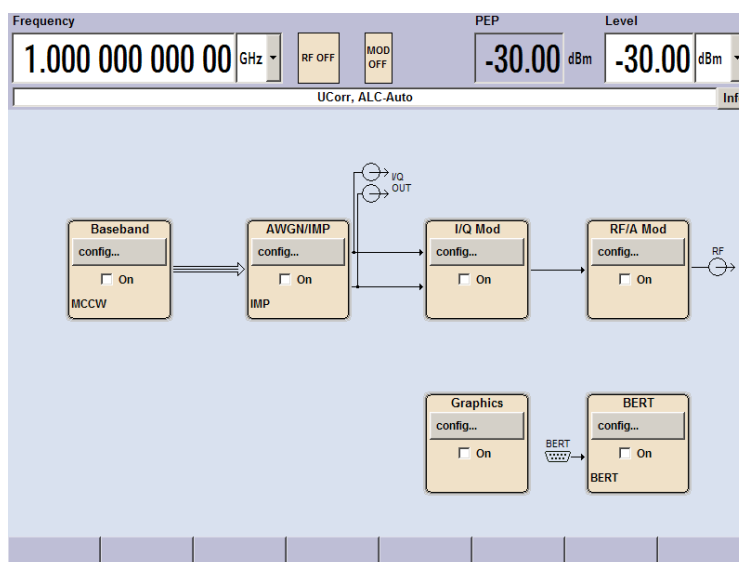 Frequency PEP Level
1.000 000 000 00 GHz RF OFF MOD OFF -30.00 dBm -30.00 dBm
UCorr, ALC-Auto Inf
I/Q
OUT
Baseband AWGN/IMP I/Q Mod RF/A Mod
config... config... config... config... RF
On On On On
MCCW IMP
Graphics BERT
config... config...
BERT
On On
BERT